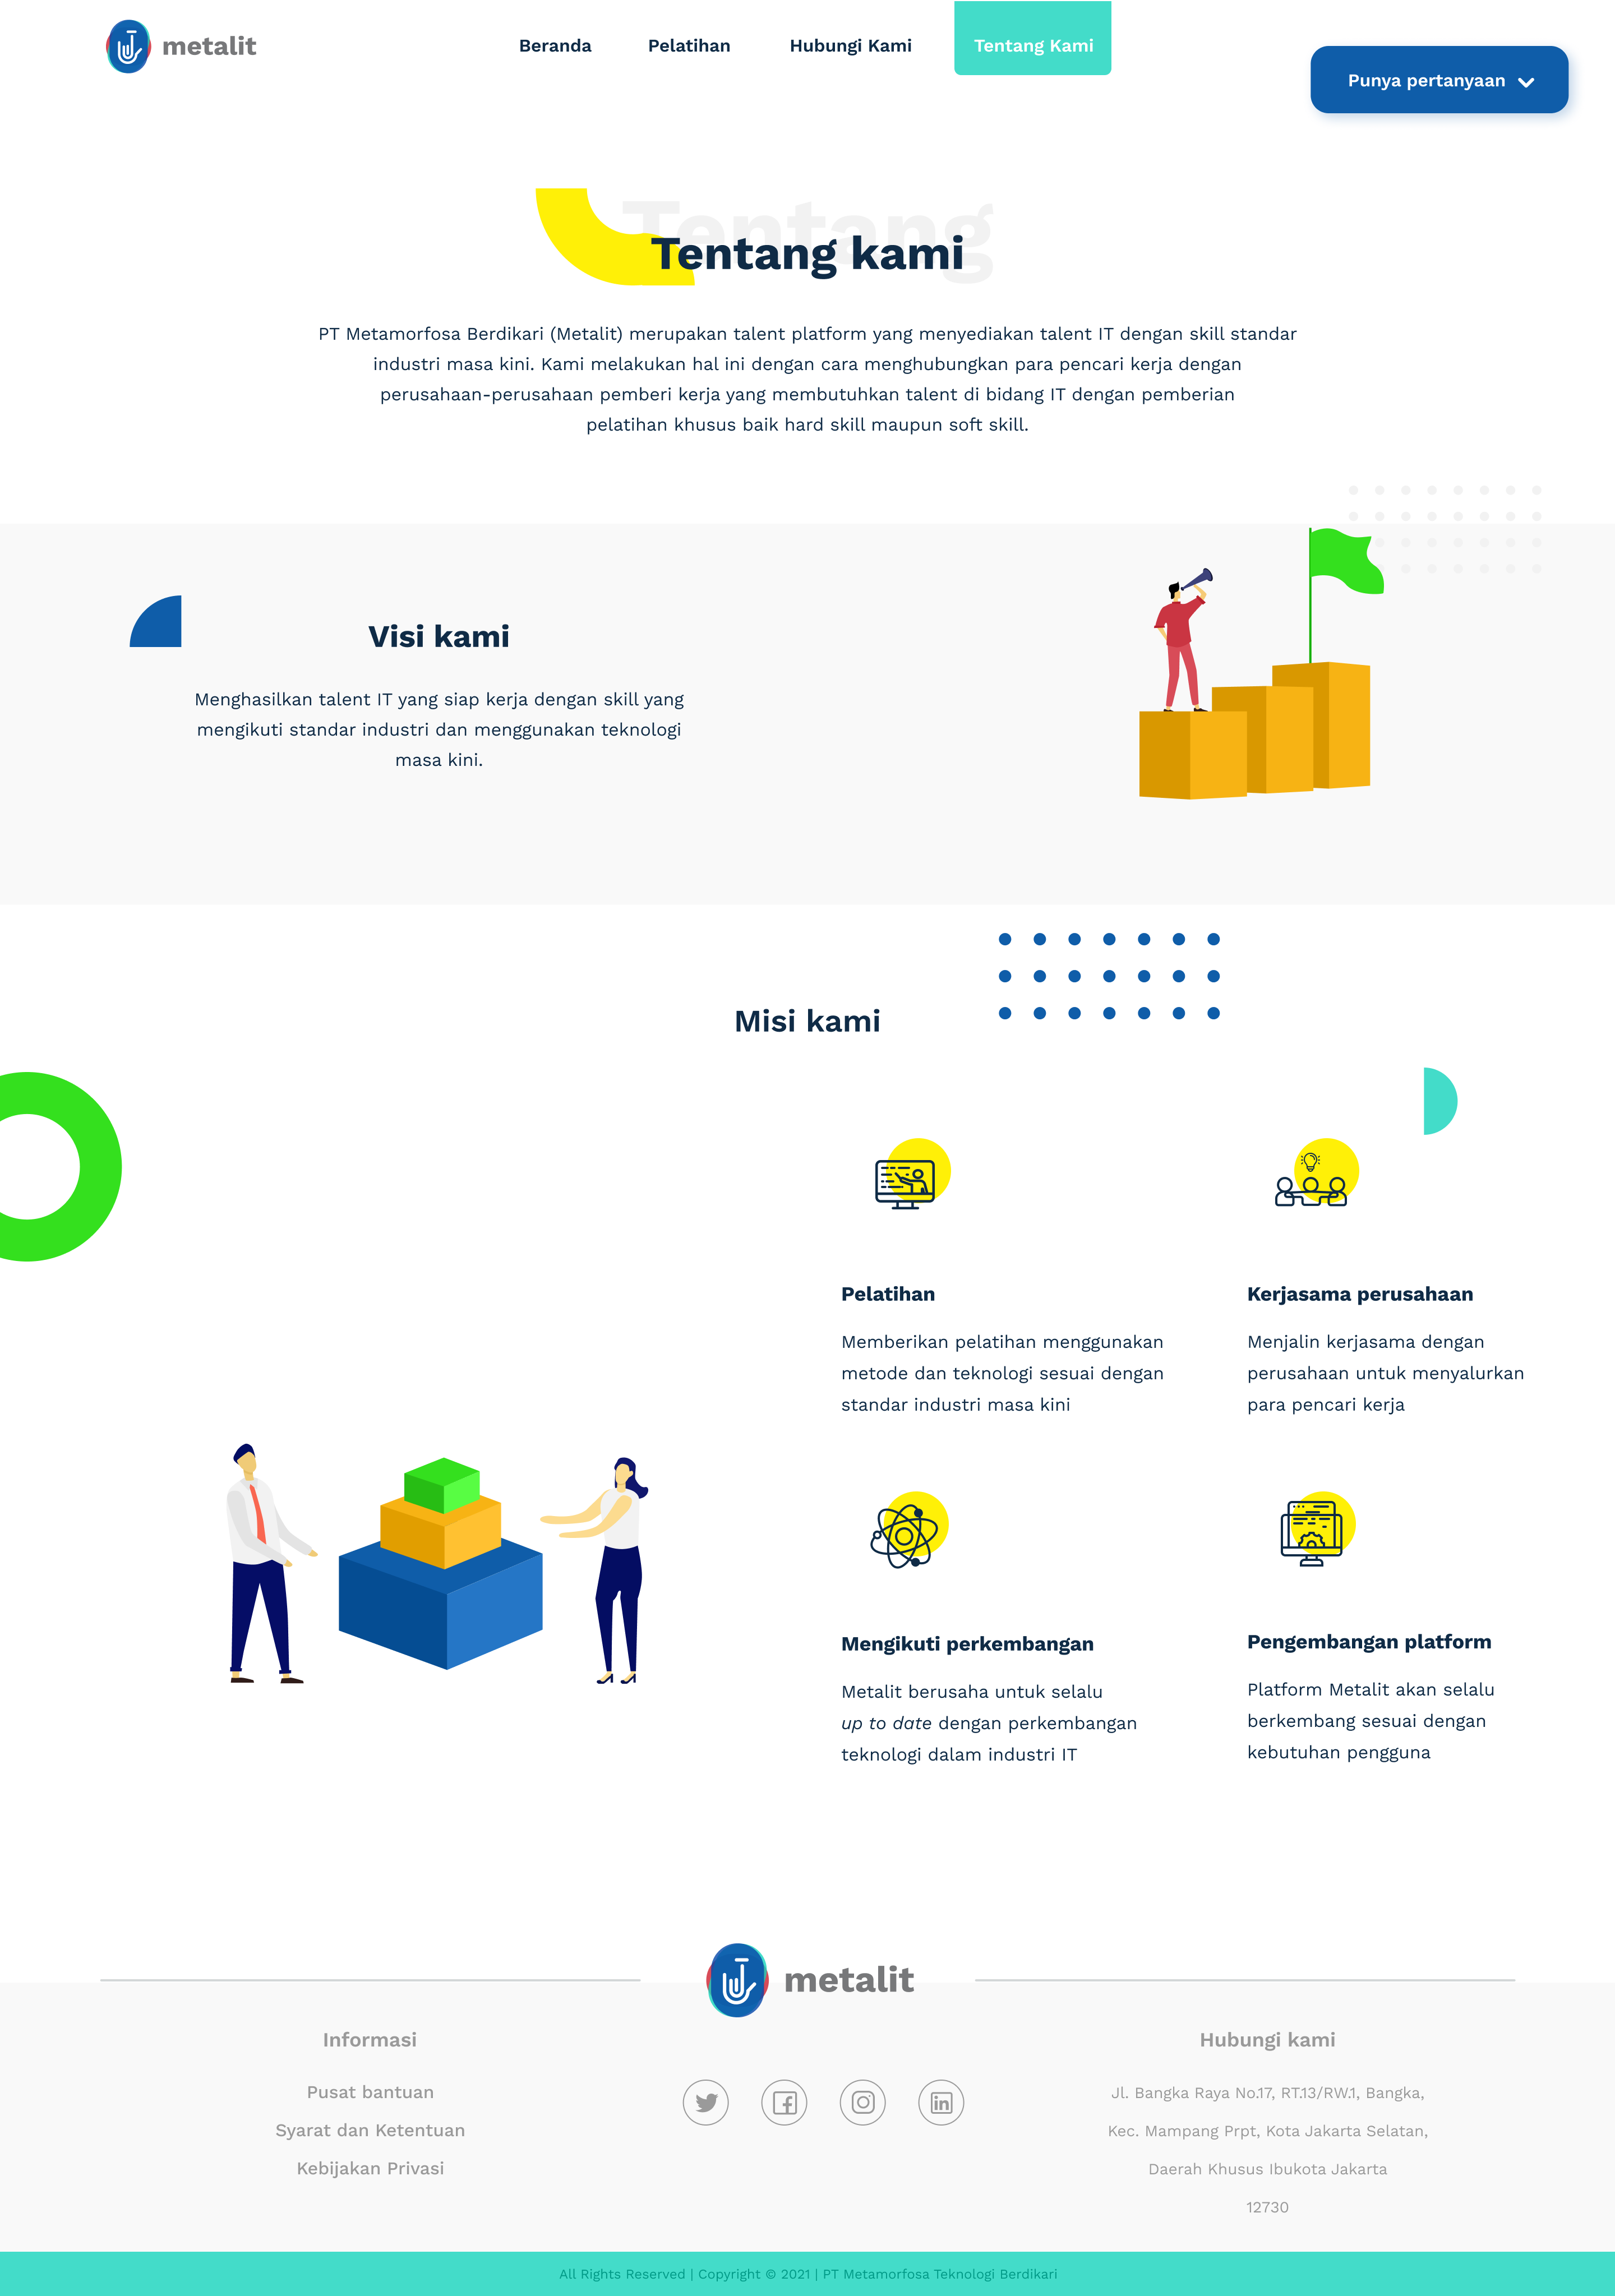 metalit
Beranda
Pelatihan
Hubungi Kami
Tentang Kami
Punya pertanyaan
Tentang
Tentang kami
PT Metamorfosa Berdikari (Metalit) merupakan talent platform yang menyediakan talent IT dengan skill standar
industri masa kini. Kami melakukan hal ini dengan cara menghubungkan para pencari kerja dengan
perusahaan-perusahaan pemberi kerja yang membutuhkan talent di bidang IT dengan pemberian
pelatihan khusus baik hard skill maupun soft skill.
Visi kami
Menghasilkan talent IT yang siap kerja dengan skill yang
mengikuti standar industri dan menggunakan teknologi
masa kini.
Misi kami
Pelatihan
Memberikan pelatihan menggunakan
metode dan teknologi sesuai dengan
standar industri masa kini
Kerjasama perusahaan
Menjalin kerjasama dengan
perusahaan untuk menyalurkan
para pencari kerja
Mengikuti perkembangan
Metalit berusaha untuk selalu
up to date dengan perkembangan
teknologi dalam industri IT
Pengembangan platform
Platform Metalit akan selalu
berkembang sesuai dengan
kebutuhan pengguna
metalit
Informasi
Pusat bantuan
Syarat dan Ketentuan
Kebijakan Privasi
Hubungi kami
Jl. Bangka Raya No.17, RT.13/RW.1, Bangka,
Kec. Mampang Prpt, Kota Jakarta Selatan,
Daerah Khusus Ibukota Jakarta
12730
All Rights Reserved | Copyright © 2021 | PT Metamorfosa Teknologi Berdikari